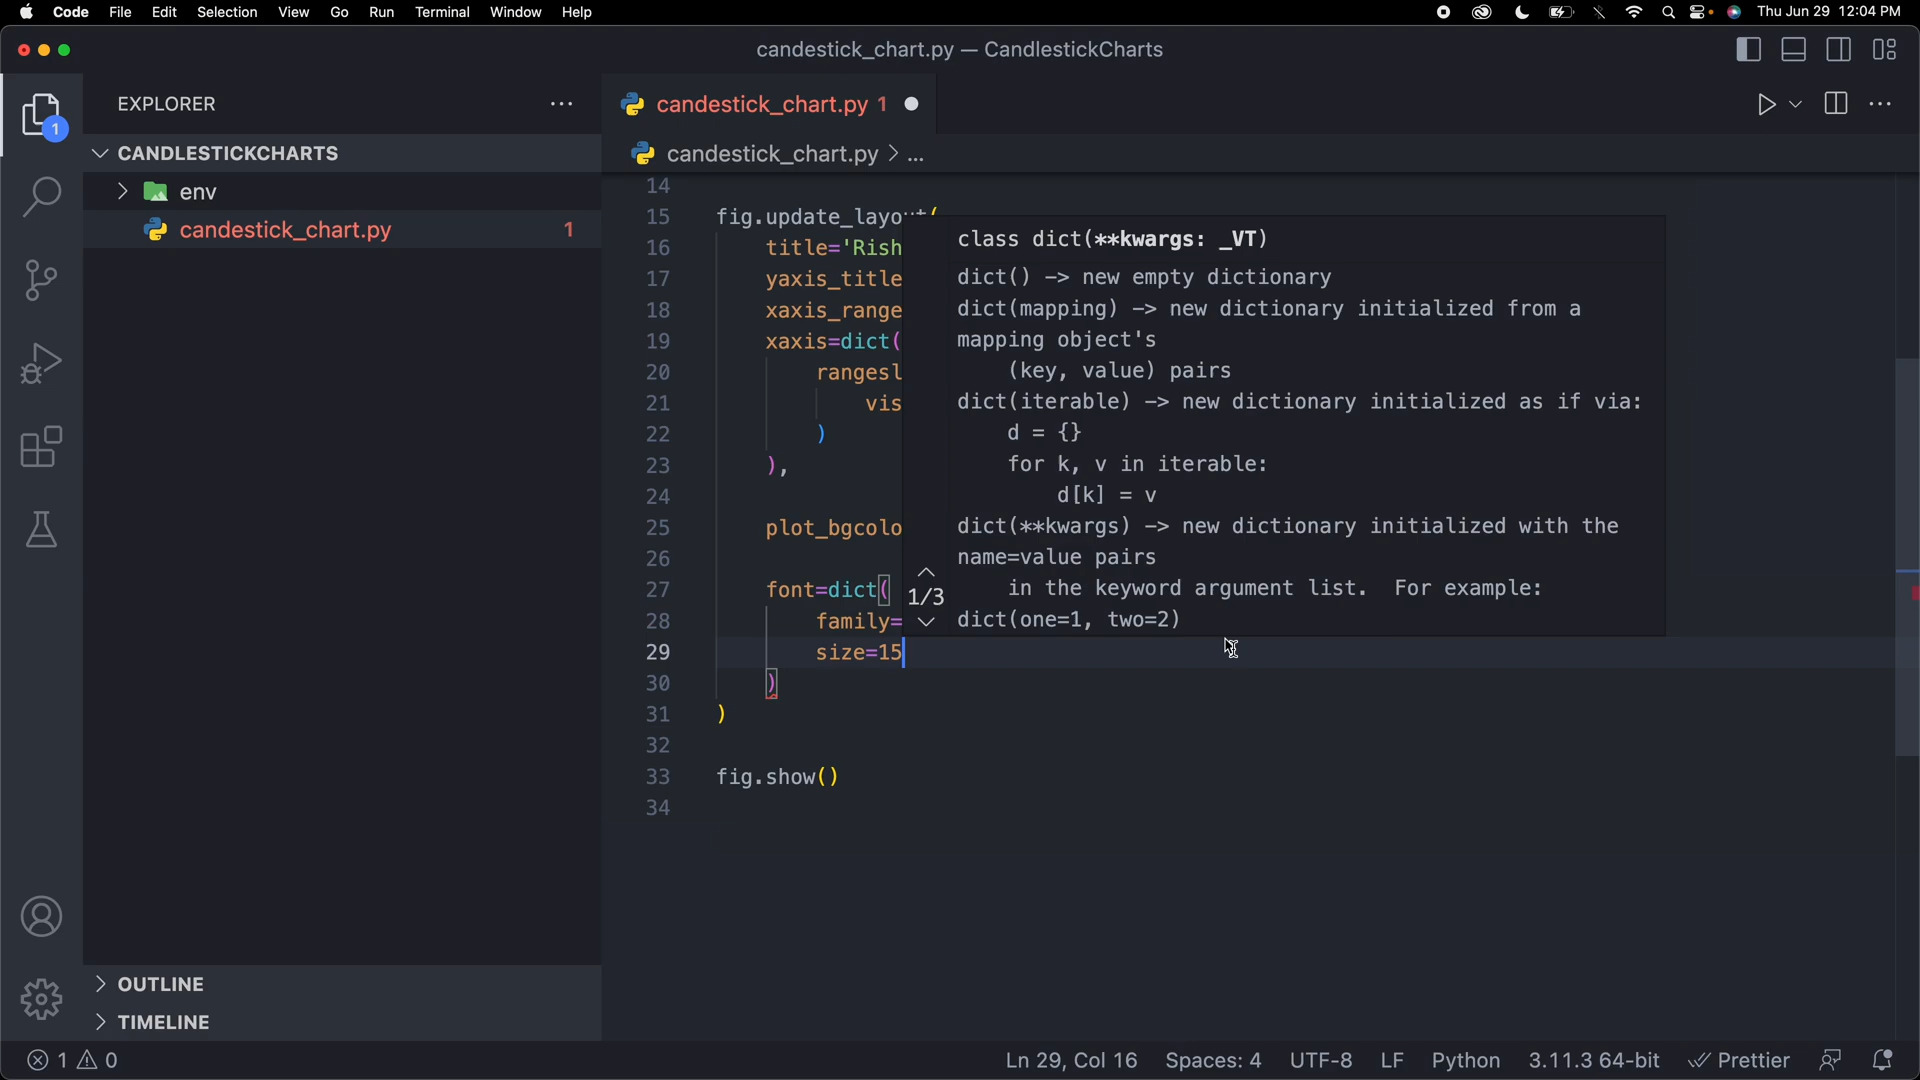 Code File Edit Selection View Go Run Terminal Window Help Thu Jun 29 12:04 PM
candestick_chart.py — CandlestickCharts
EXPLORER
candestick_chart.py 1
1
CANDLESTICKCHARTS
candestick_chart.py > ...
env
candestick_chart.py 1
14
15 fig.update_layout(
16 title='Rish
17 yaxis_title
18 xaxis_range
19 xaxis=dict(
20 rangesl
21 vis
22 )
23 ),
24
25 plot_bgcolo
26
27 font=dict(
28 family=
29 size=15
30 )
31 )
32
33 fig.show()
34
class dict(**kwargs: _VT)
dict() -> new empty dictionary
dict(mapping) -> new dictionary initialized from a
mapping object's
(key, value) pairs
dict(iterable) -> new dictionary initialized as if via:
d = {}
for k, v in iterable:
d[k] = v
dict(**kwargs) -> new dictionary initialized with the
name=value pairs
in the keyword argument list. For example:
dict(one=1, two=2)
1/3
OUTLINE
TIMELINE
1 0 Ln 29, Col 16 Spaces: 4 UTF-8 LF Python 3.11.3 64-bit Prettier